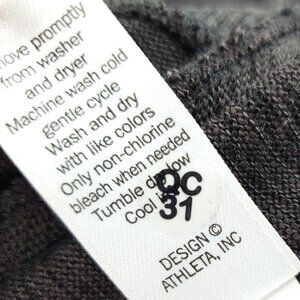 move promptly
from washer
and dryer
Machine wash cold
gentle cycle
Wash and dry
with like colors
Only non-chlorine
bleach when needed
Tumble dry low
Cool
QC
31
DESIGN ©
ATHLETA, INC